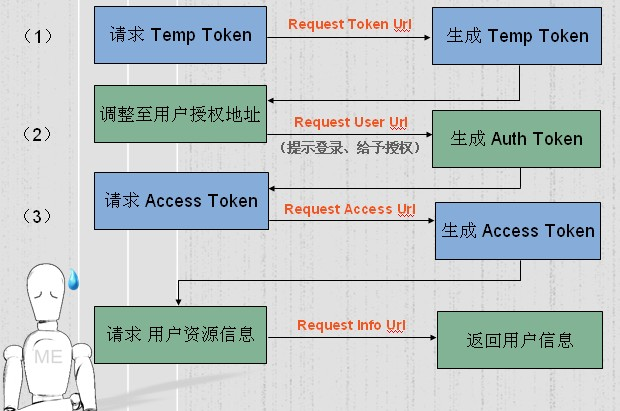 （1）
请求 Temp Token
Request Token Url
生成 Temp Token
调整至用户授权地址
（2）
Request User Url
（提示登录、给予授权）
生成 Auth Token
请求 Access Token
（3）
Request Access Url
生成 Access Token
请求 用户资源信息
Request Info Url
返回用户信息
ME